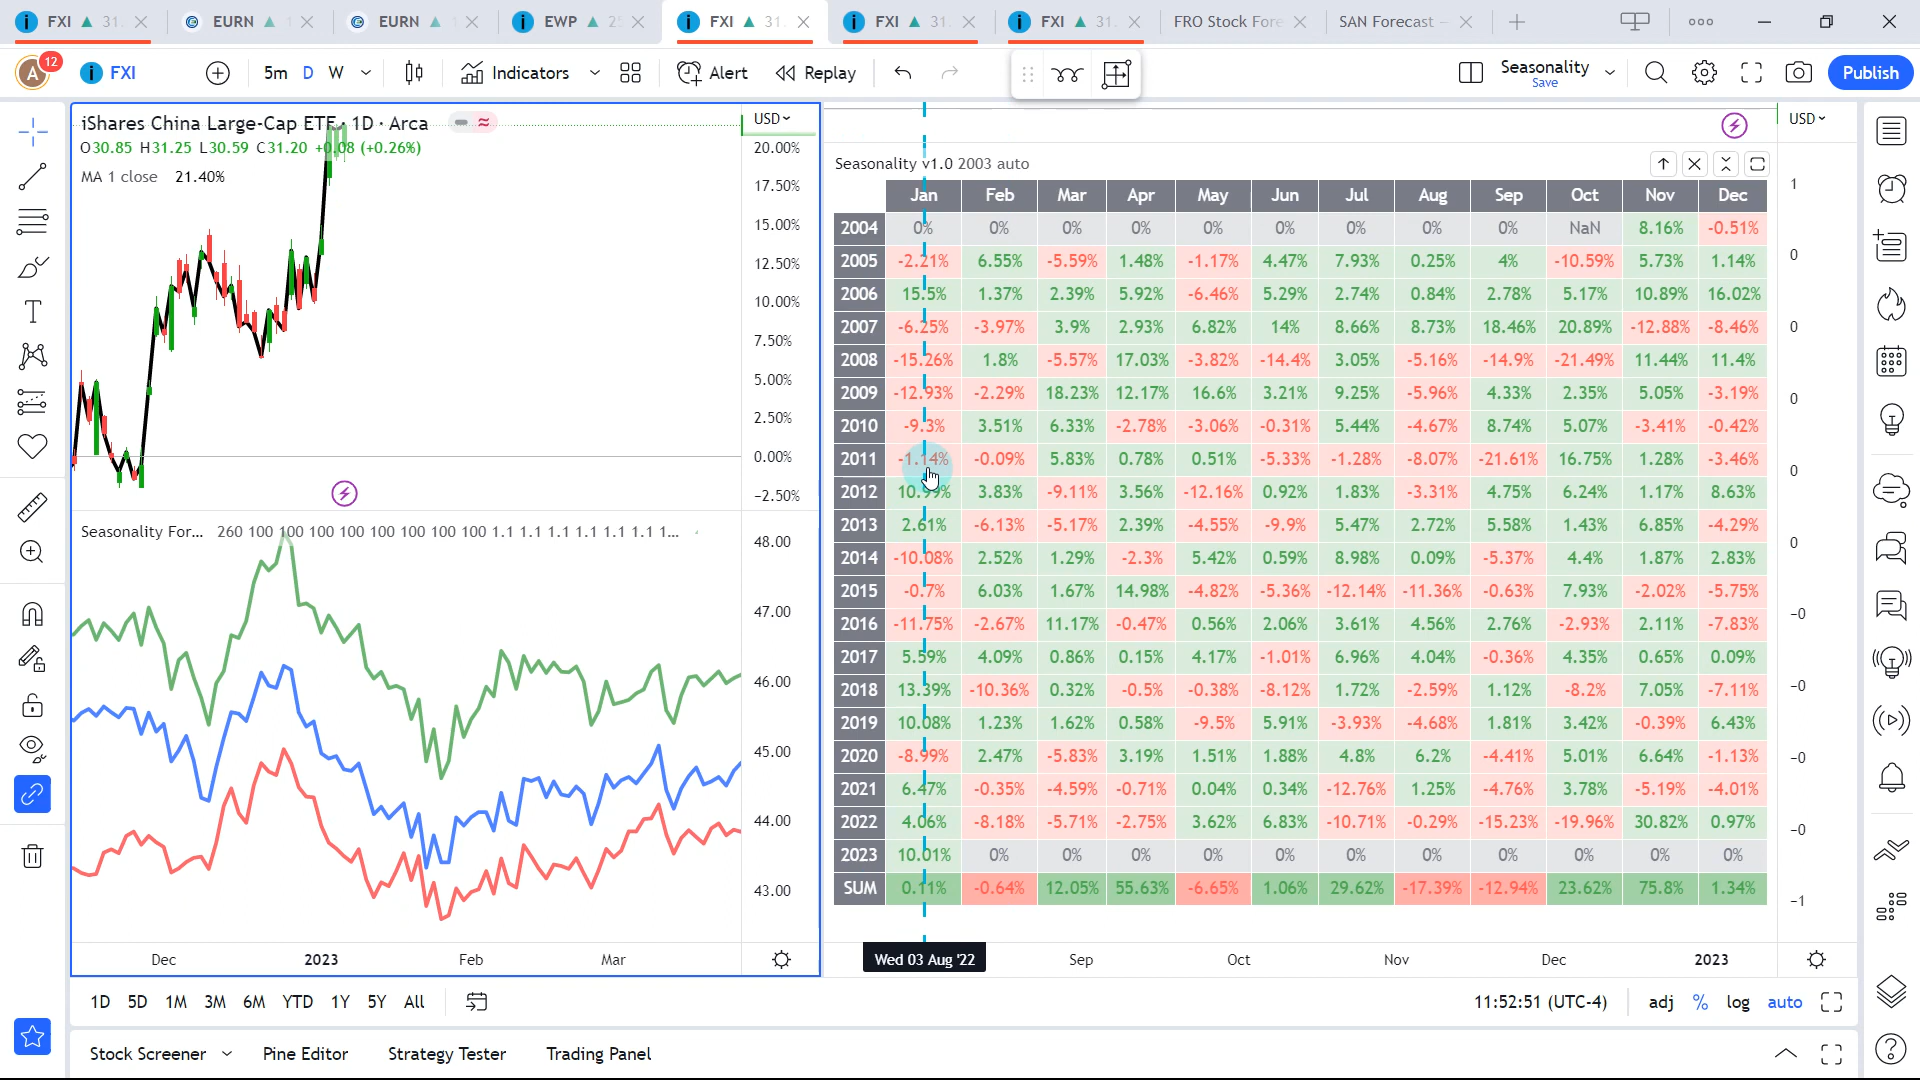 FXI ▲ 31.
EURN ▲ 1
EURN ▲
EWP ▲ 2
FXI ▲ 31.
FXI ▲ 31.
FXI ▲ 31.
FRO Stock Fore
SAN Forecast –
A 12 FXI 5m D W Indicators Alert Replay Seasonality Save Publish
iShares China Large-Cap ETF · 1D · Arca
O30.85 H31.25 L30.59 C31.20 +0.08 (+0.26%)
MA 1 close 21.40%
USD
20.00%
17.50%
15.00%
12.50%
10.00%
7.50%
5.00%
2.50%
0.00%
−2.50%
Seasonality For... 260 100 100 100 100 100 100 100 100 1.1 1.1 1.1 1.1 1.1 1.1 1...
48.00
47.00
46.00
45.00
44.00
43.00
Dec 2023 Feb Mar
USD
Seasonality v1.0 2003 auto
Jan Feb Mar Apr May Jun Jul Aug Sep Oct Nov Dec
2004 0% 0% 0% 0% 0% 0% 0% 0% 0% NaN 8.16% -0.51%
2005 -2.21% 6.55% -5.59% 1.48% -1.17% 4.47% 7.93% 0.25% 4% -10.59% 5.73% 1.14%
2006 15.5% 1.37% 2.39% 5.92% -6.46% 5.29% 2.74% 0.84% 2.78% 5.17% 10.89% 16.02%
2007 -6.25% -3.97% 3.9% 2.93% 6.82% 14% 8.66% 8.73% 18.46% 20.89% -12.88% -8.46%
2008 -15.26% 1.8% -5.57% 17.03% -3.82% -14.4% 3.05% -5.16% -14.9% -21.49% 11.44% 11.4%
2009 -12.93% -2.29% 18.23% 12.17% 16.6% 3.21% 9.25% -5.96% 4.33% 2.35% 5.05% -3.19%
2010 -9.3% 3.51% 6.33% -2.78% -3.06% -0.31% 5.44% -4.67% 8.74% 5.07% -3.41% -0.42%
2011 -1.14% -0.09% 5.83% 0.78% 0.51% -5.33% -1.28% -8.07% -21.61% 16.75% 1.28% -3.46%
2012 10.99% 3.83% -9.11% 3.56% -12.16% 0.92% 1.83% -3.31% 4.75% 6.24% 1.17% 8.63%
2013 2.61% -6.13% -5.17% 2.39% -4.55% -9.9% 5.47% 2.72% 5.58% 1.43% 6.85% -4.29%
2014 -10.08% 2.52% 1.29% -2.3% 5.42% 0.59% 8.98% 0.09% -5.37% 4.4% 1.87% 2.83%
2015 -0.7% 6.03% 1.67% 14.98% -4.82% -5.36% -12.14% -11.36% -0.63% 7.93% -2.02% -5.75%
2016 -11.75% -2.67% 11.17% -0.47% 0.56% 2.06% 3.61% 4.56% 2.76% -2.93% 2.11% -7.83%
2017 5.59% 4.09% 0.86% 0.15% 4.17% -1.01% 6.96% 4.04% -0.36% 4.35% 0.65% 0.09%
2018 13.39% -10.36% 0.32% -0.5% -0.38% -8.12% 1.72% -2.59% 1.12% -8.2% 7.05% -7.11%
2019 10.08% 1.23% 1.62% 0.58% -9.5% 5.91% -3.93% -4.68% 1.81% 3.42% -0.39% 6.43%
2020 -8.99% 2.47% -5.83% 3.19% 1.51% 1.88% 4.8% 6.2% -4.41% 5.01% 6.64% -1.13%
2021 6.47% -0.35% -4.59% -0.71% 0.04% 0.34% -12.76% 1.25% -4.76% 3.78% -5.19% -4.01%
2022 4.06% -8.18% -5.71% -2.75% 3.62% 6.83% -10.71% -0.29% -15.23% -19.96% 30.82% 0.97%
2023 10.01% 0% 0% 0% 0% 0% 0% 0% 0% 0% 0% 0%
SUM 0.11% -0.64% 12.05% 55.63% -6.65% 1.06% 29.62% -17.39% -12.94% 23.62% 75.8% 1.34%
1
0
0
0
0
0
−0
−0
−0
−0
−1
Wed 03 Aug '22 Sep Oct Nov Dec 2023
1D 5D 1M 3M 6M YTD 1Y 5Y All
11:52:51 (UTC-4) adj % log auto
Stock Screener Pine Editor Strategy Tester Trading Panel